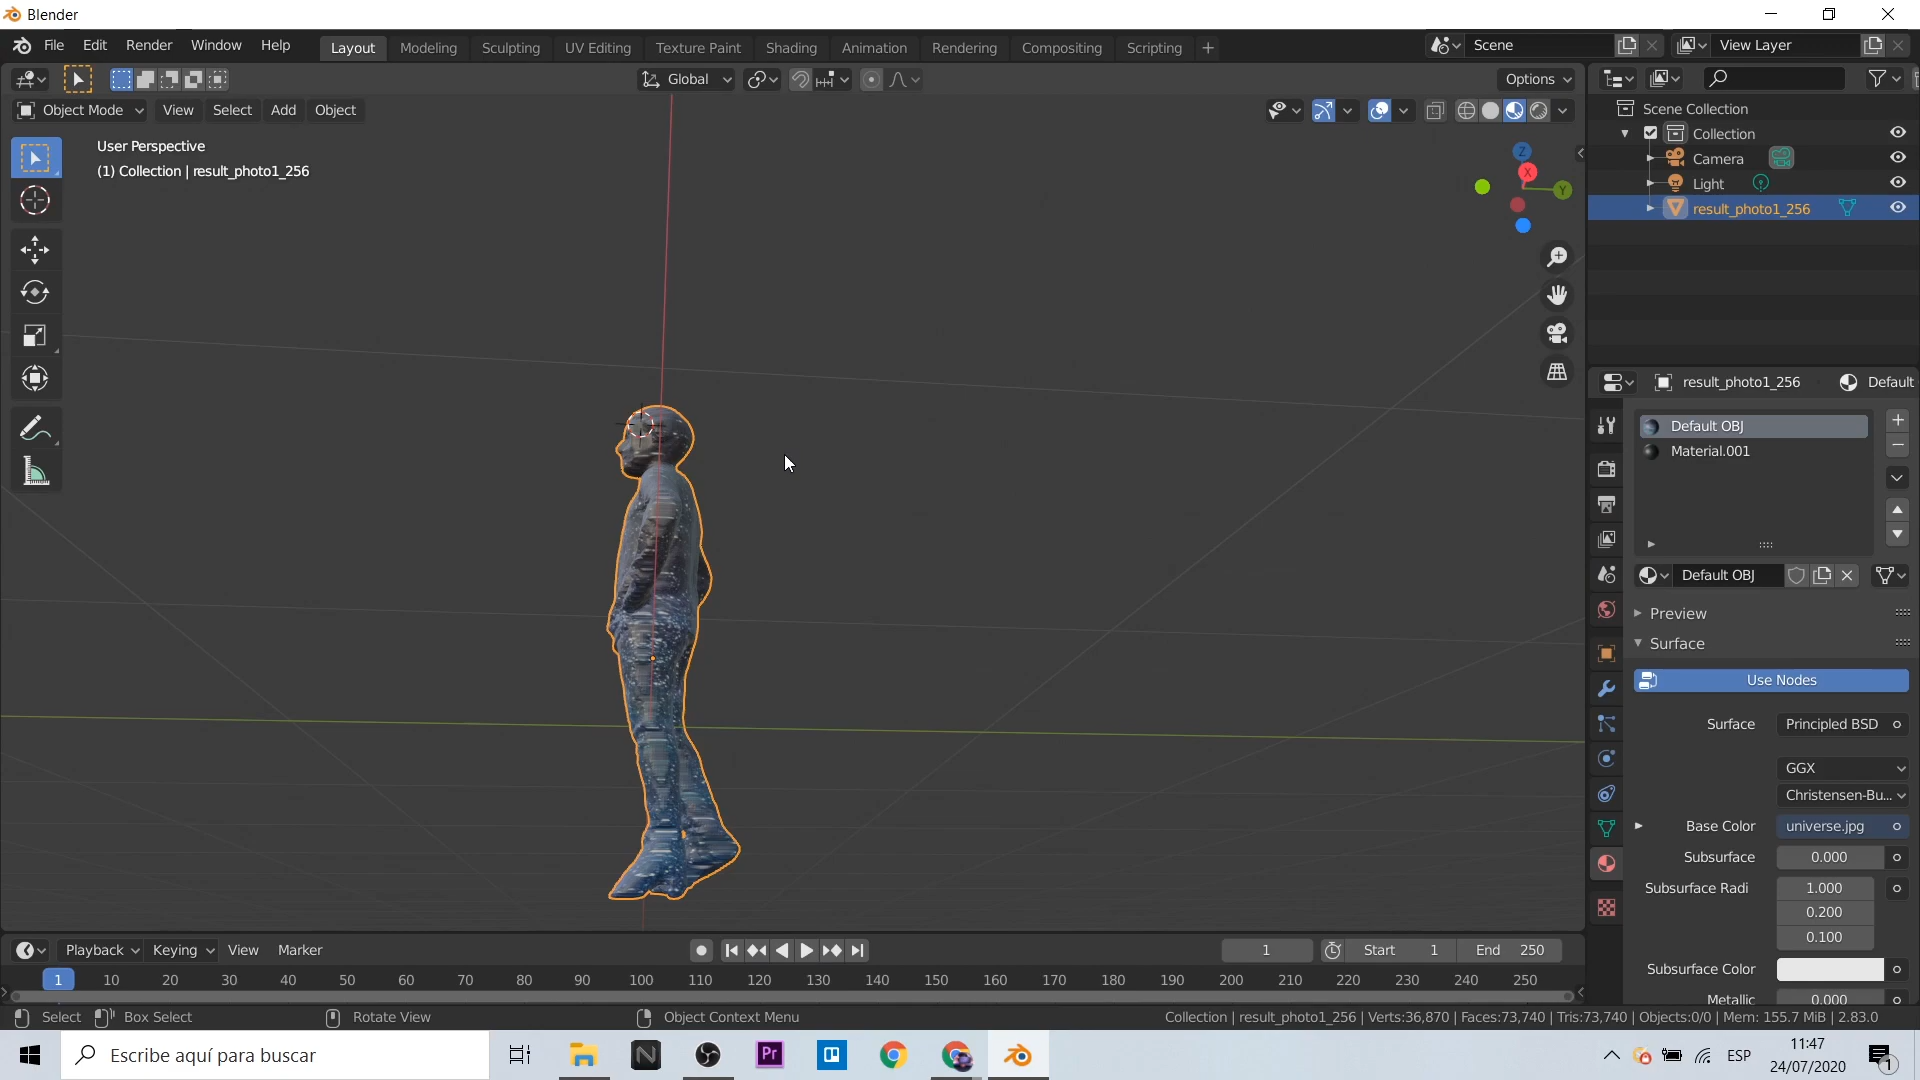 Blender
File Edit Render Window Help
Layout Modeling Sculpting UV Editing Texture Paint Shading Animation Rendering Compositing Scripting +
Scene
View Layer
Global
Options
Object Mode View Select Add Object
User Perspective
(1) Collection | result_photo1_256
Z
X
Y
Scene Collection
Collection
Camera
Light
result_photo1_256
result_photo1_256 Default
Default OBJ
Material.001
Default OBJ
Preview
Surface
Use Nodes
Surface Principled BSD
GGX
Christensen-Bu...
Base Color universe.jpg
Subsurface 0.000
Subsurface Radi 1.000
0.200
0.100
Subsurface Color
Metallic 0.000
Playback Keying View Marker
1 Start 1 End 250
1 10 20 30 40 50 60 70 80 90 100 110 120 130 140 150 160 170 180 190 200 210 220 230 240 250
Select Box Select Rotate View Object Context Menu
Collection | result_photo1_256 | Verts:36,870 | Faces:73,740 | Tris:73,740 | Objects:0/0 | Mem: 155.7 MiB | 2.83.0
Escribe aquí para buscar
N
Pr
ESP
11:47
24/07/2020
1